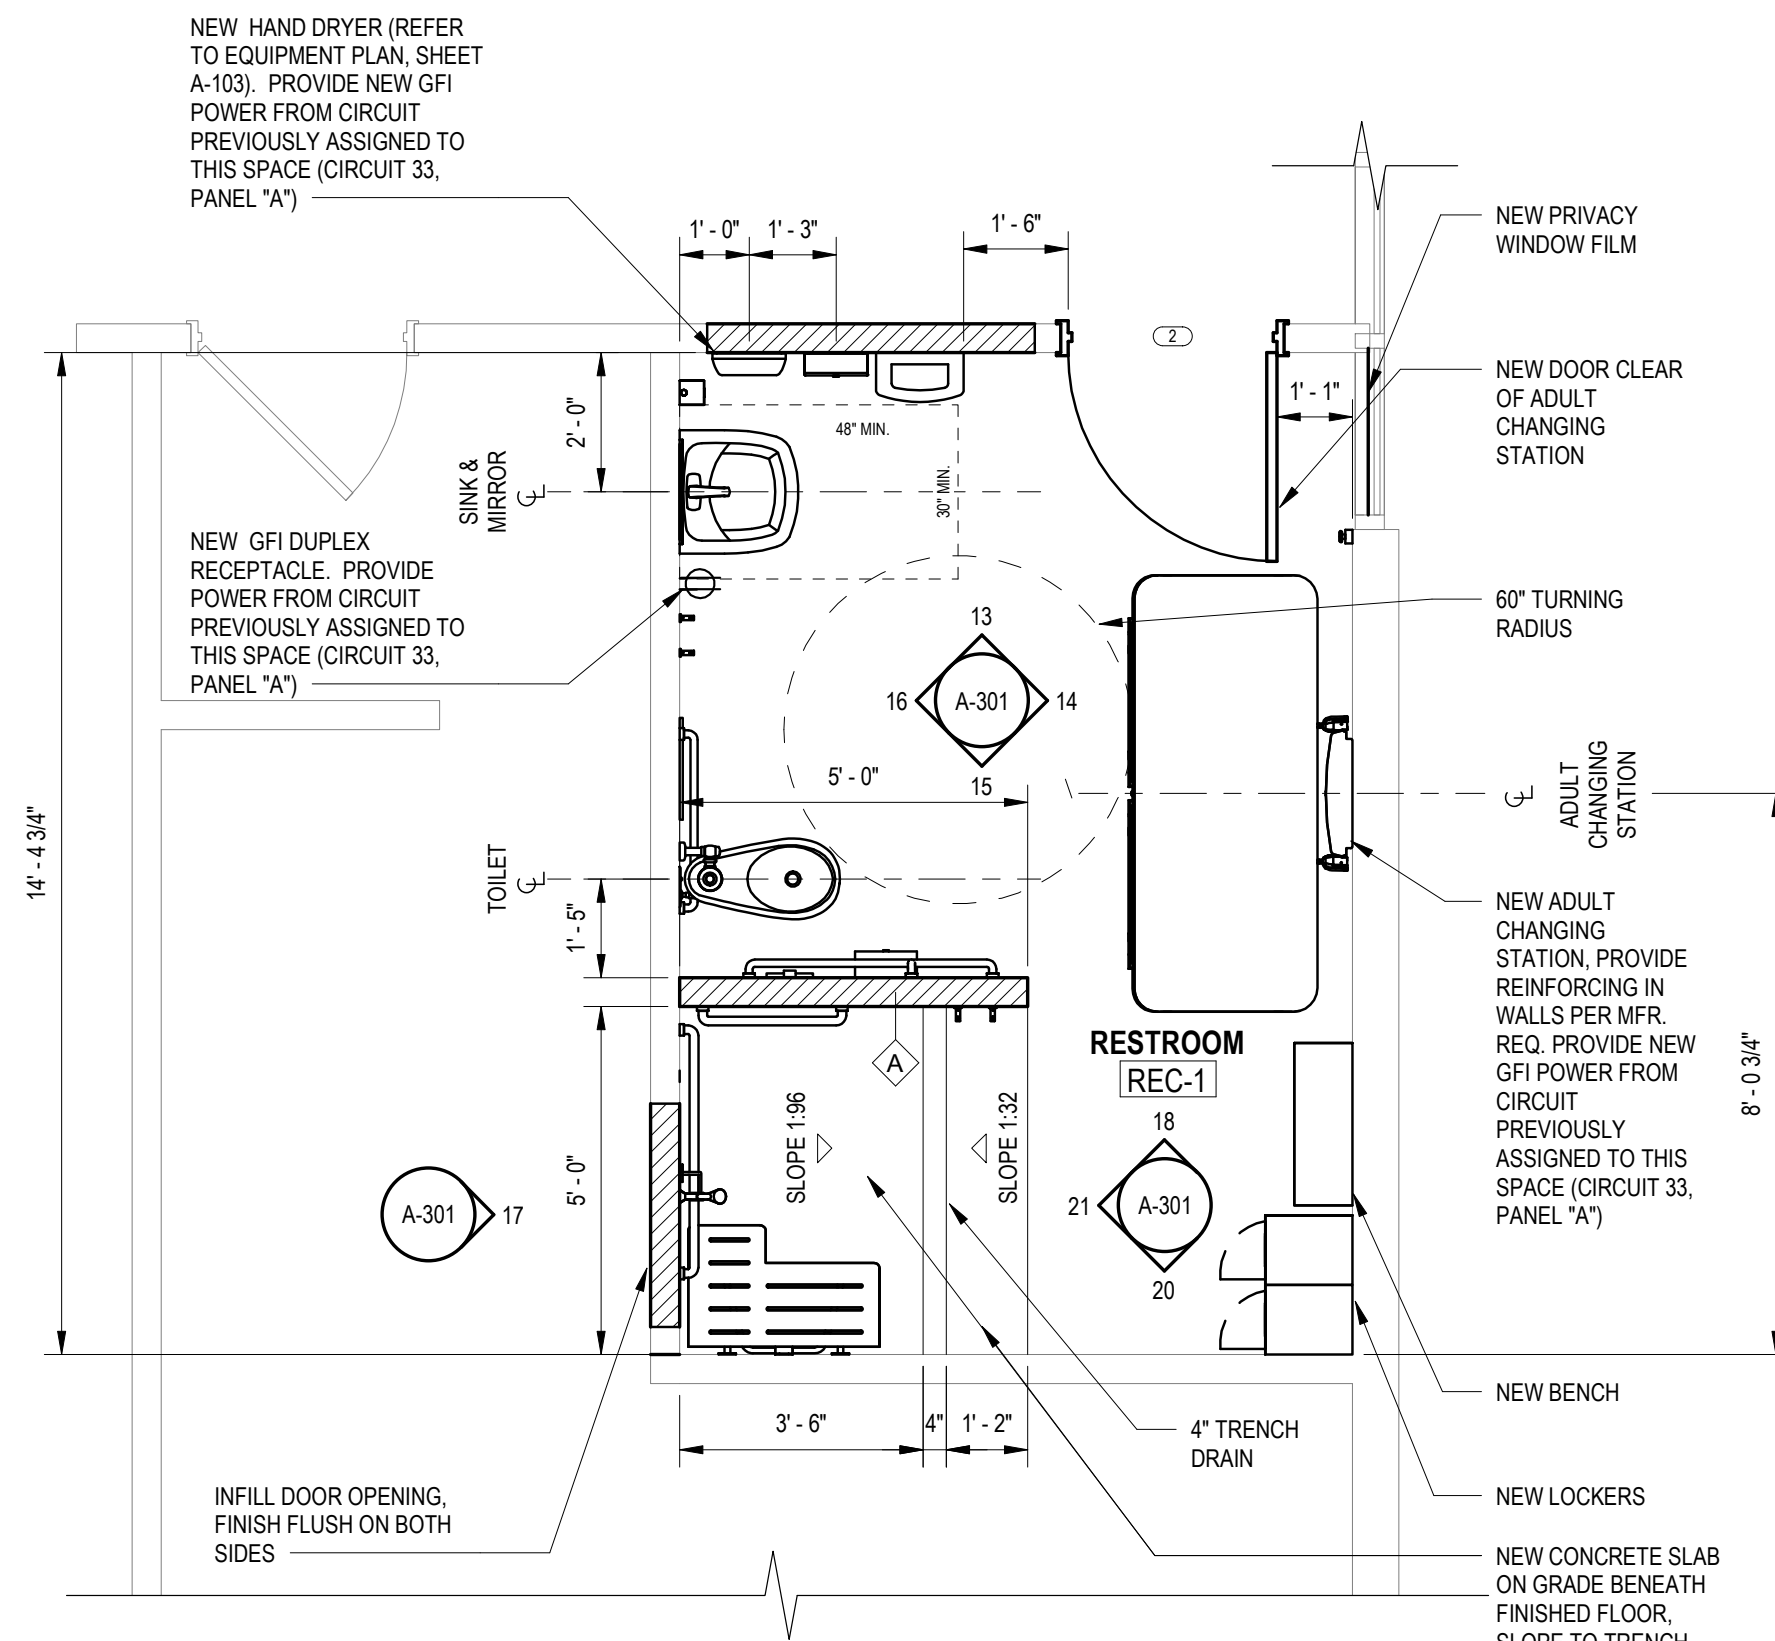 NEW  HAND DRYER (REFER
TO EQUIPMENT PLAN, SHEET
A-103).  PROVIDE NEW GFI
POWER FROM CIRCUIT
PREVIOUSLY ASSIGNED TO
THIS SPACE (CIRCUIT 33,
PANEL "A")
1' - 0"
1' - 3"
1' - 6"
NEW PRIVACY
WINDOW FILM
2
NEW DOOR CLEAR
OF ADULT
CHANGING
STATION
1' - 1"
2' - 0"
48" MIN.
30" MIN.
SINK &
MIRROR
CL
NEW  GFI DUPLEX
RECEPTACLE.  PROVIDE
POWER FROM CIRCUIT
PREVIOUSLY ASSIGNED TO
THIS SPACE (CIRCUIT 33,
PANEL "A")
60" TURNING
RADIUS
13
16
A-301
14
15
5' - 0"
CL
ADULT
CHANGING
STATION
14' - 4 3/4"
TOILET
CL
1' - 5"
NEW ADULT
CHANGING
STATION, PROVIDE
REINFORCING IN
WALLS PER MFR.
REQ. PROVIDE NEW
GFI POWER FROM
CIRCUIT
PREVIOUSLY
ASSIGNED TO THIS
SPACE (CIRCUIT 33,
PANEL "A")
8' - 0 3/4"
RESTROOM
REC-1
A
SLOPE 1:96
SLOPE 1:32
18
21
A-301
20
5' - 0"
A-301
17
3' - 6"
4"
1' - 2"
4" TRENCH
DRAIN
NEW BENCH
NEW LOCKERS
INFILL DOOR OPENING,
FINISH FLUSH ON BOTH
SIDES
NEW CONCRETE SLAB
ON GRADE BENEATH
FINISHED FLOOR,
SLOPE TO TRENCH